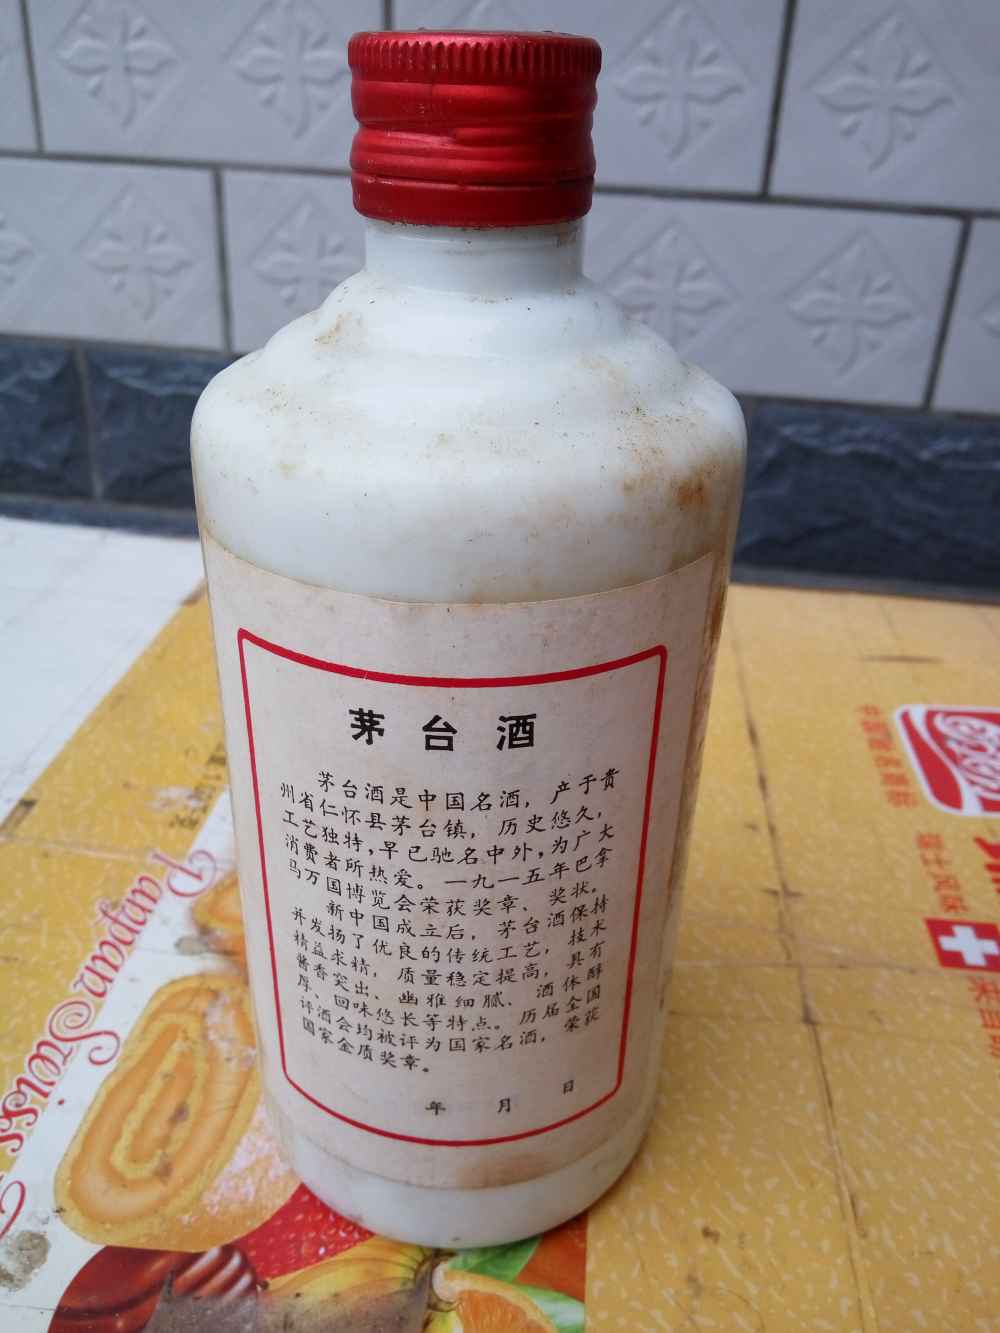 茅台酒
茅台酒是中国名酒，产于贵
州省仁怀县茅台镇，历史悠久，
工艺独特，早已驰名中外，为广大
消费者所热爱。一九一五年巴拿
马万国博览会荣获奖章、奖状。
新中国成立后，茅台酒保持
并发扬了优良的传统工艺，技术
精益求精，质量稳定提高，具有
酱香突出、幽雅细腻、酒体醇
厚、回味悠长等特点。历届全国
评酒会均被评为国家名酒，荣获
国家金质奖章。
年 月 日
Pandan Swiss
瑞士风味